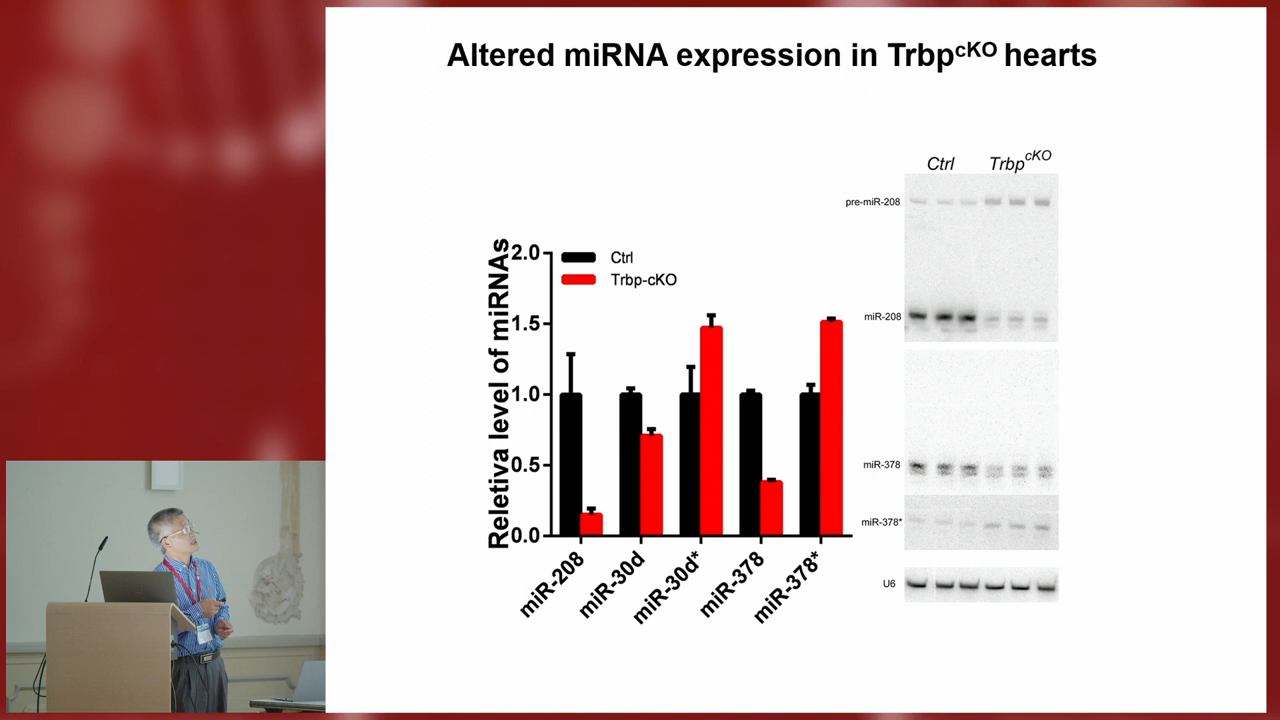 Altered miRNA expression in TrbpcKO hearts
Ctrl TrbpcKO
pre-miR-208
miR-208
miR-378
miR-378*
U6
Reletiva level of miRNAs
2.0
1.5
1.0
0.5
0.0
Ctrl
Trbp-cKO
miR-208
miR-30d
miR-30d*
miR-378
miR-378*